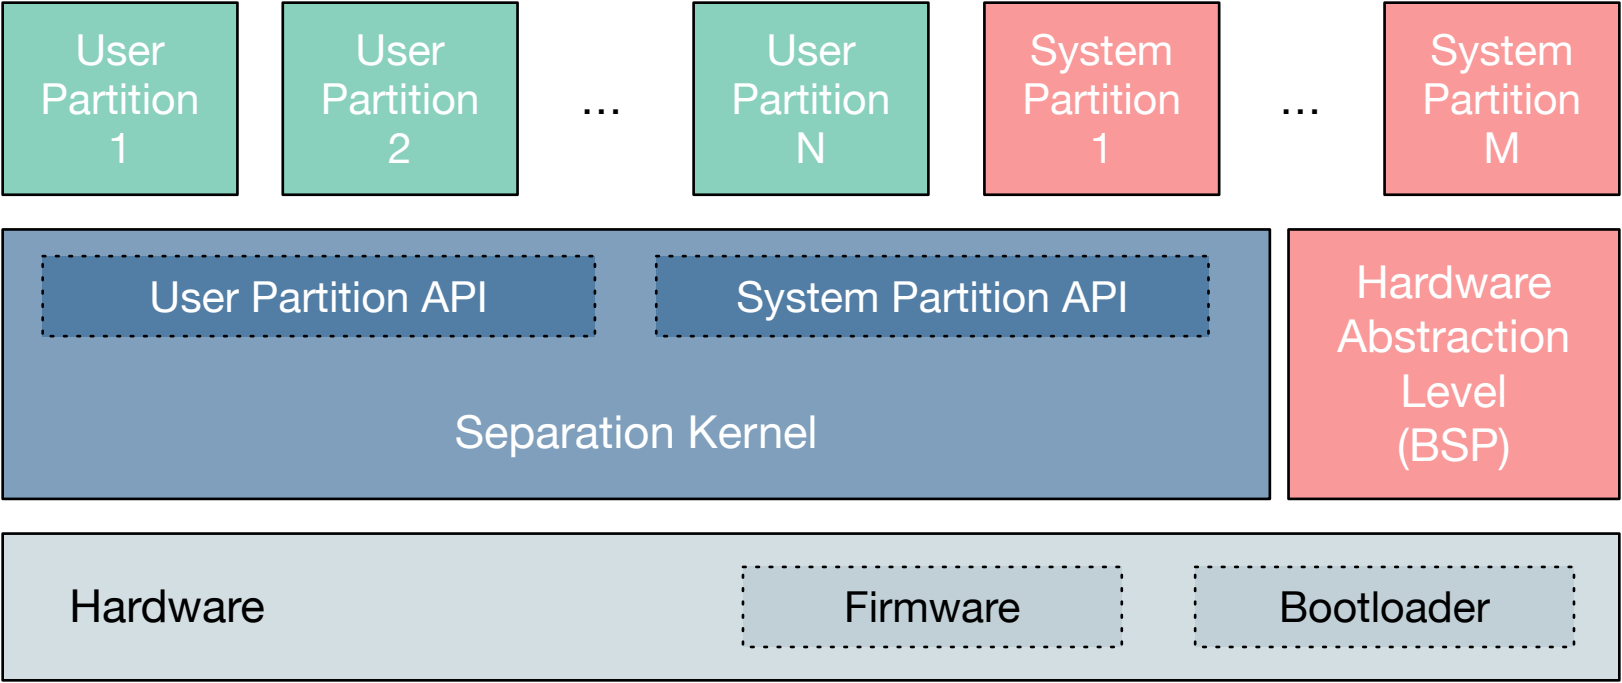 User
Partition
1
User
Partition
2
...
User
Partition
N
System
Partition
1
...
System
Partition
M
User Partition API
System Partition API
Separation Kernel
Hardware
Abstraction
Level
(BSP)
Hardware
Firmware
Bootloader